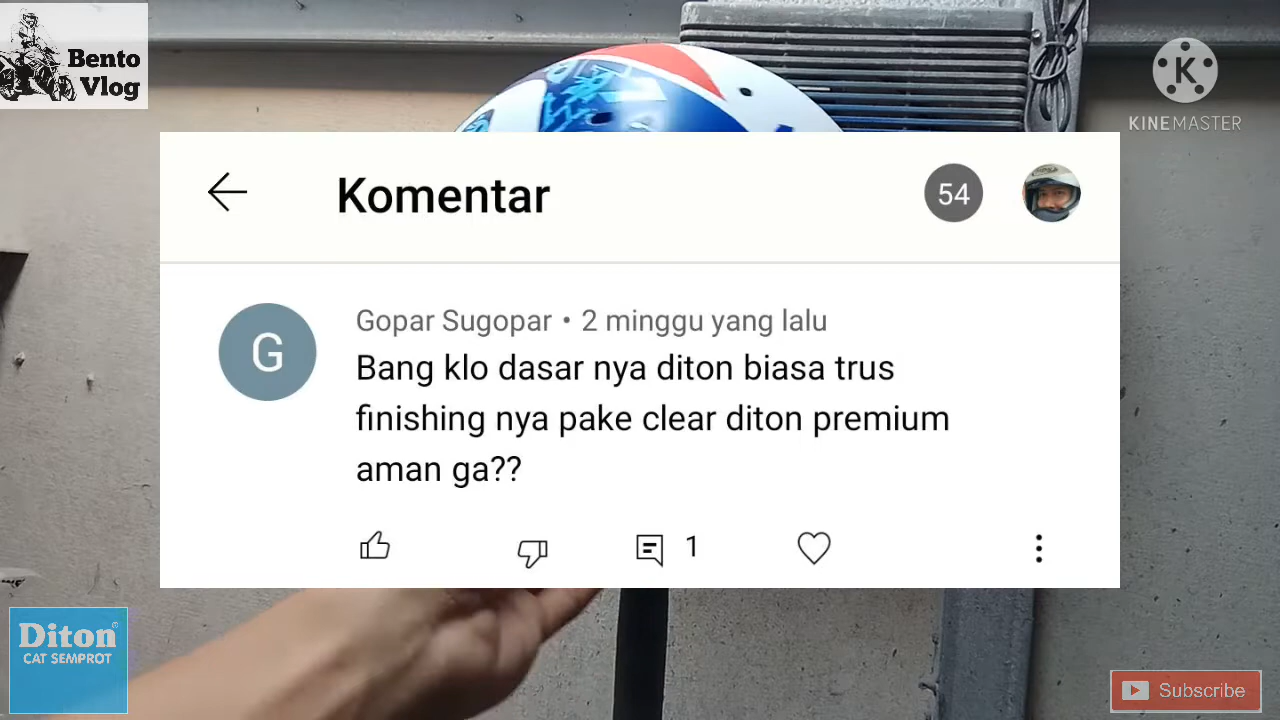 Bento
Vlog
K
KINEMASTER
Komentar
54
G
Gopar Sugopar • 2 minggu yang lalu
Bang klo dasar nya diton biasa trus
finishing nya pake clear diton premium
aman ga??
1
Diton®
CAT SEMPROT
Subscribe